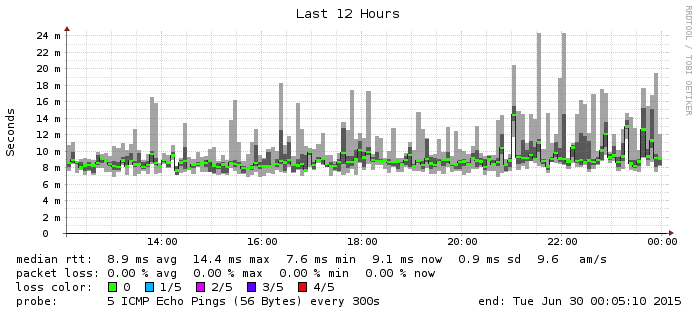 Last 12 Hours
RRDTOOL / TOBI OETIKER
Seconds
24 m
22 m
20 m
18 m
16 m
14 m
12 m
10 m
8 m
6 m
4 m
2 m
0
14:00 16:00 18:00 20:00 22:00 00:00
median rtt: 8.9 ms avg 14.4 ms max 7.6 ms min 9.1 ms now 0.9 ms sd 9.6 am/s
packet loss: 0.00 % avg 0.00 % max 0.00 % min 0.00 % now
loss color: 0 1/5 2/5 3/5 4/5
probe: 5 ICMP Echo Pings (56 Bytes) every 300s end: Tue Jun 30 00:05:10 2015